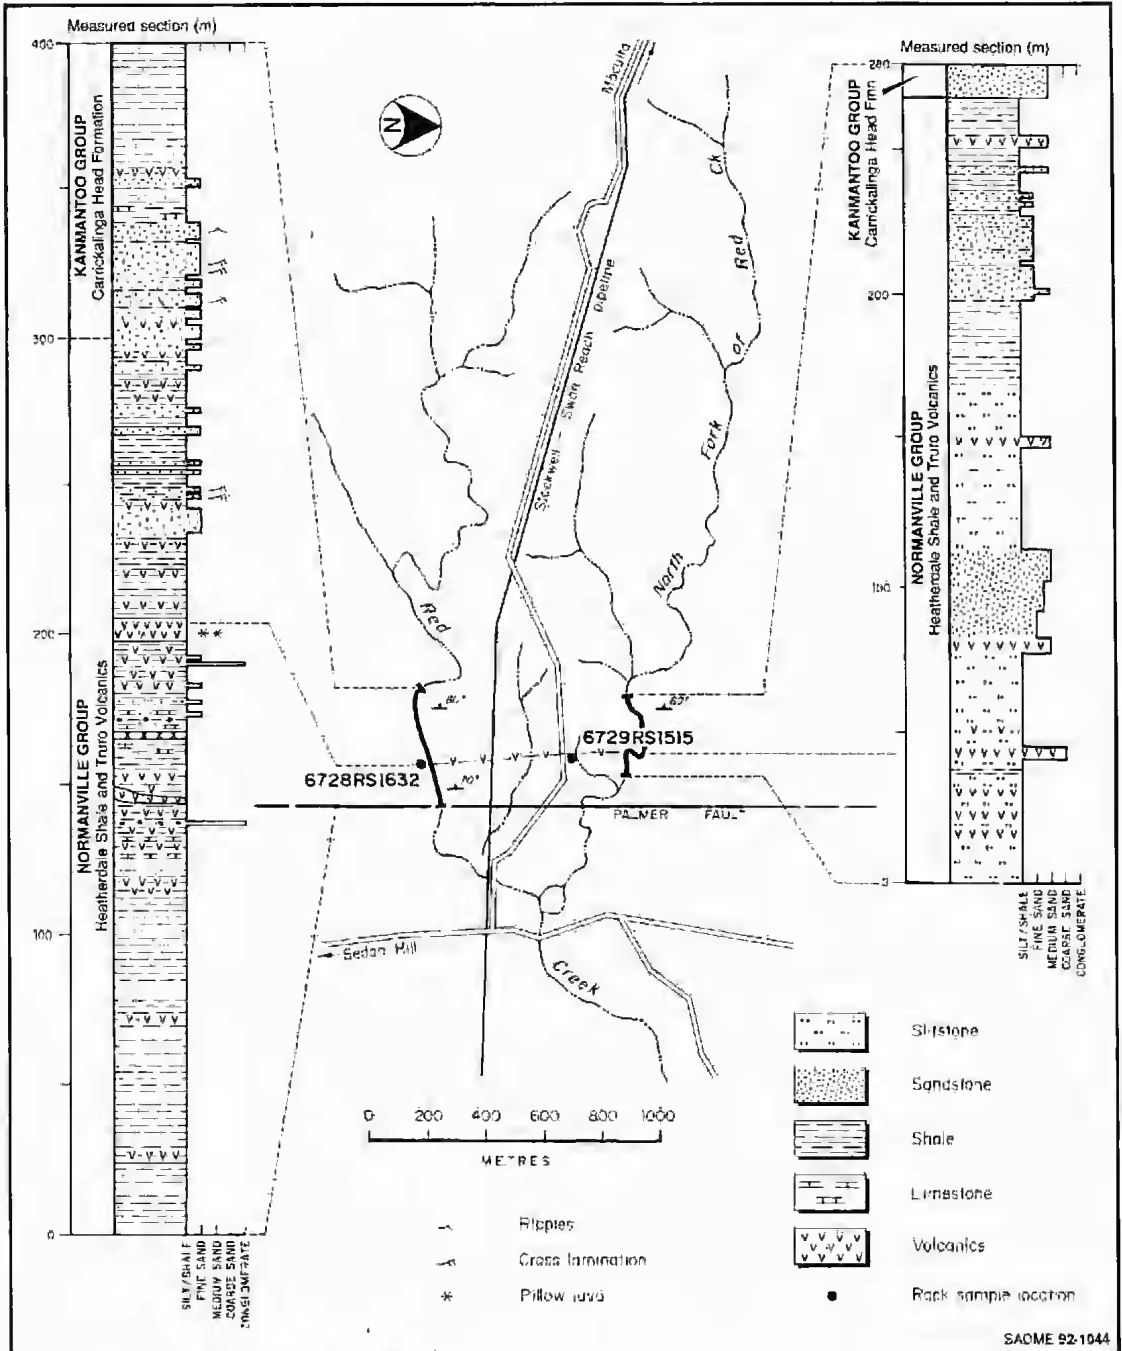 Measured section (m)
400
300
200
100
0
KANMANTOO GROUP
Carrickalinga Head Formation
NORMANVILLE GROUP
Heatherdale Shale and Truro Volcanics
SILT/SHALE
FINE SAND
MEDIUM SAND
COARSE SAND
CONGLOMERATE
N
Stockwell - Swan Reach pipeline
Red
North Fork of Red Ck
80°
70°
60°
6728RS1632
6729RS1515
PALMER FAULT
Sedan Hill
Creek
0 200 400 600 800 1000
METRES
Ripples
Cross lamination
Pillow lava
Measured section (m)
280
200
100
0
KANMANTOO GROUP
Carrickalinga Head Fmn
NORMANVILLE GROUP
Heatherdale Shale and Truro Volcanics
SILT/SHALE
FINE SAND
MEDIUM SAND
COARSE SAND
CONGLOMERATE
Siltstone
Sandstone
Shale
Limestone
Volcanics
Rock sample location
SADME 92-1044